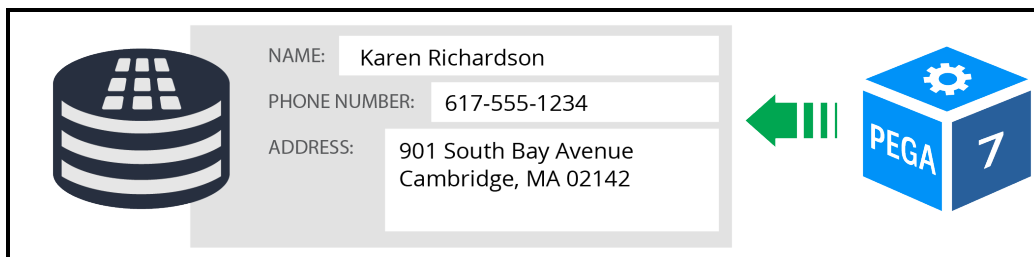 NAME: Karen Richardson
PHONE NUMBER: 617-555-1234
ADDRESS: 901 South Bay Avenue
Cambridge, MA 02142
PEGA 7